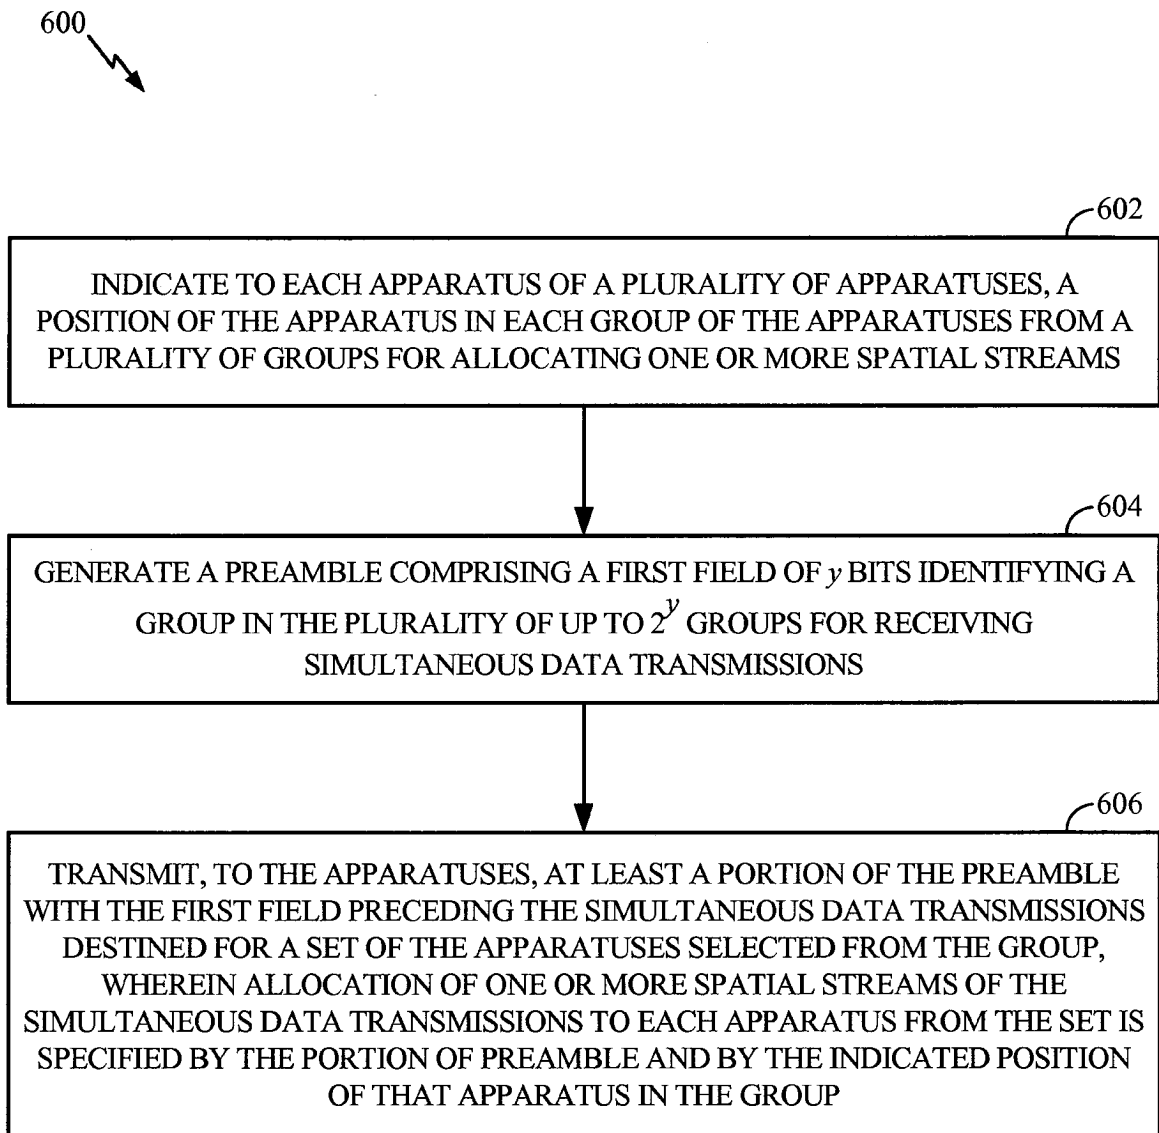 600
602
INDICATE TO EACH APPARATUS OF A PLURALITY OF APPARATUSES, A
POSITION OF THE APPARATUS IN EACH GROUP OF THE APPARATUSES FROM A
PLURALITY OF GROUPS FOR ALLOCATING ONE OR MORE SPATIAL STREAMS
604
GENERATE A PREAMBLE COMPRISING A FIRST FIELD OF y BITS IDENTIFYING A
GROUP IN THE PLURALITY OF UP TO 2^y GROUPS FOR RECEIVING
SIMULTANEOUS DATA TRANSMISSIONS
606
TRANSMIT, TO THE APPARATUSES, AT LEAST A PORTION OF THE PREAMBLE
WITH THE FIRST FIELD PRECEDING THE SIMULTANEOUS DATA TRANSMISSIONS
DESTINED FOR A SET OF THE APPARATUSES SELECTED FROM THE GROUP,
WHEREIN ALLOCATION OF ONE OR MORE SPATIAL STREAMS OF THE
SIMULTANEOUS DATA TRANSMISSIONS TO EACH APPARATUS FROM THE SET IS
SPECIFIED BY THE PORTION OF PREAMBLE AND BY THE INDICATED POSITION
OF THAT APPARATUS IN THE GROUP